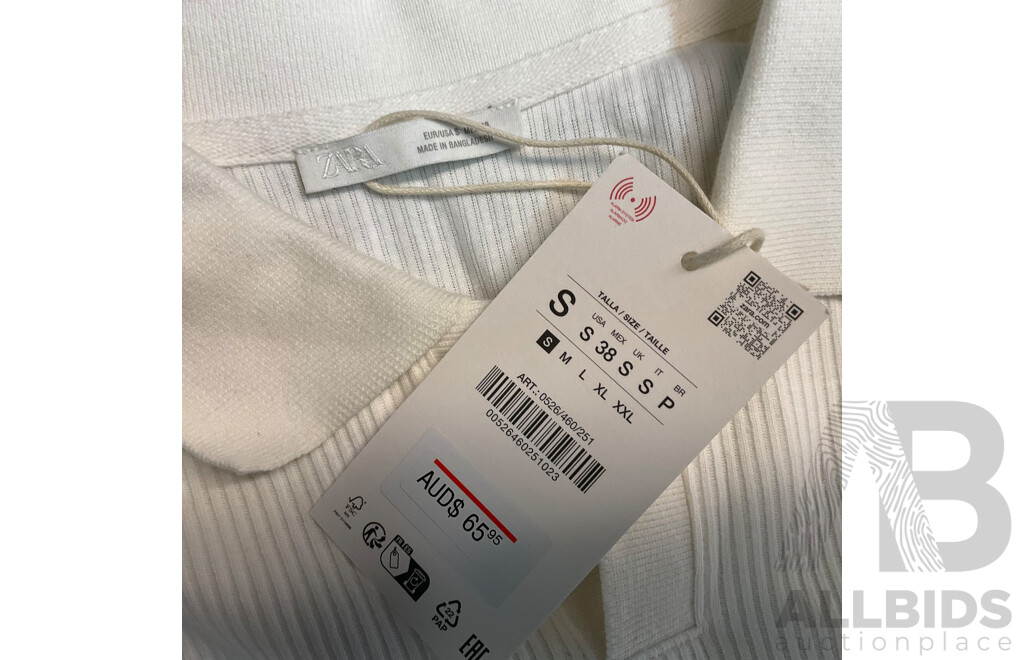 ZARA
EUR/USA S
MADE IN BANGLADESH
zara.com
TALLA / SIZE / TAILLE
S
USA MEX UK IT BR
S 38 S S P
S M L XL XXL
ART.: 0526/460/251
00526460251023
AUD$ 65 95
22
PAP
EAC
ALLBIDS
auctionplace